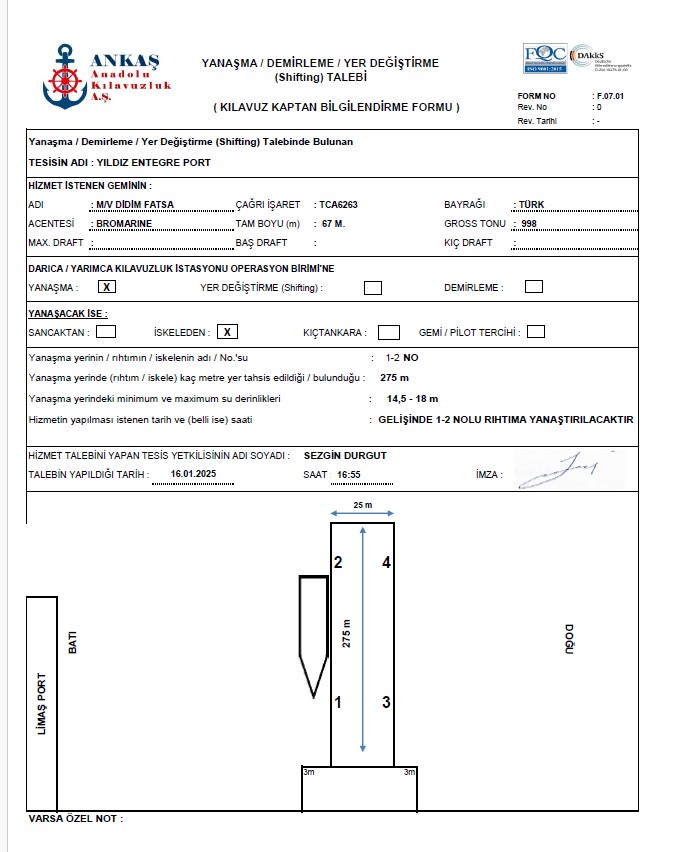 ANKAŞ
Anadolu
Kılavuzluk
A.Ş.
YANAŞMA / DEMİRLEME / YER DEĞİŞTİRME
(Shifting) TALEBİ
( KILAVUZ KAPTAN BİLGİLENDİRME FORMU )
EQC
ISO 9001:2015
DAkkS
Deutsche
Akkreditierungsstelle
FORM NO : F.07.01
Rev. No : 0
Rev. Tarihi : -
Yanaşma / Demirleme / Yer Değiştirme (Shifting) Talebinde Bulunan
TESİSİN ADI : YILDIZ ENTEGRE PORT
HİZMET İSTENEN GEMİNİN :
ADI : M/V DİDİM FATSA ÇAĞRI İŞARET : TCA6263 BAYRAĞI : TÜRK
ACENTESİ : BROMARINE TAM BOYU (m) : 67 M. GROSS TONU : 998
MAX. DRAFT : BAŞ DRAFT : KIÇ DRAFT :
DARICA / YARIMCA KILAVUZLUK İSTASYONU OPERASYON BİRİMİ'NE
YANAŞMA : X YER DEĞİŞTİRME (Shifting) : DEMİRLEME :
YANAŞACAK İSE :
SANCAKTAN : İSKELEDEN : X KIÇTANKARA : GEMİ / PİLOT TERCİHİ :
Yanaşma yerinin / rıhtımın / iskelenin adı / No.'su : 1-2 NO
Yanaşma yerinde (rıhtım / iskele) kaç metre yer tahsis edildiği / bulunduğu : 275 m
Yanaşma yerindeki minimum ve maximum su derinlikleri : 14,5 - 18 m
Hizmetin yapılması istenen tarih ve (belli ise) saati : GELİŞİNDE 1-2 NOLU RIHTIMA YANAŞTIRILACAKTIR
HİZMET TALEBİNİ YAPAN TESİS YETKİLİSİNİN ADI SOYADI : SEZGİN DURGUT
TALEBİN YAPILDIĞI TARİH : 16.01.2025 SAAT : 16:55 İMZA :
25 m
2 4
275 m
BATI
DOĞU
LİMAŞ PORT
1 3
3m 3m
VARSA ÖZEL NOT :